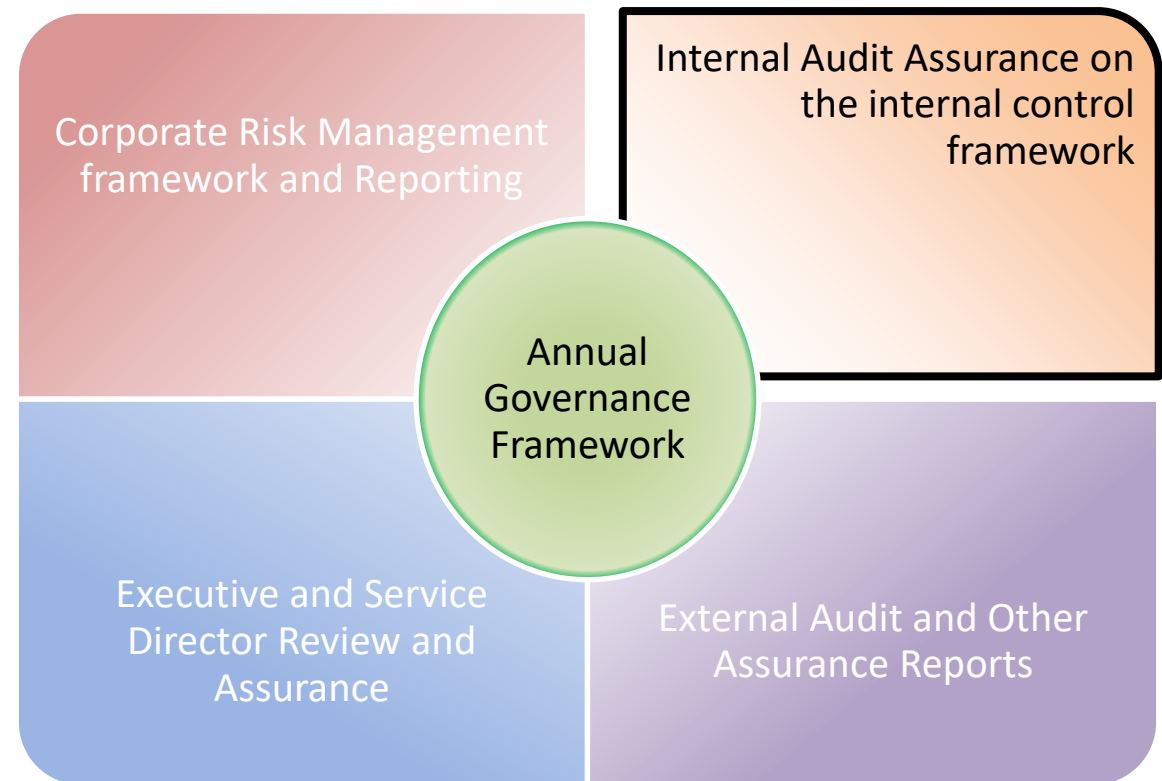 Corporate Risk Management
framework and Reporting
Internal Audit Assurance on
the internal control
framework
Annual
Governance
Framework
Executive and Service
Director Review and
Assurance
External Audit and Other
Assurance Reports